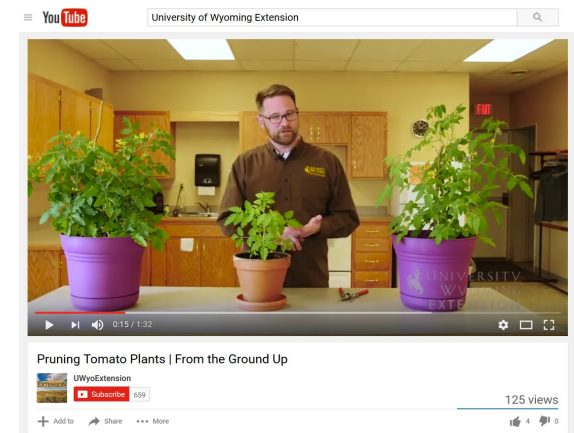 YouTube
University of Wyoming Extension
EXIT
UNIVERSITY
WYOMING
EXTENSION
0:15 / 1:32
Pruning Tomato Plants | From the Ground Up
EXTENSION
UWyoExtension
Subscribe 659
125 views
Add to Share More
4 0